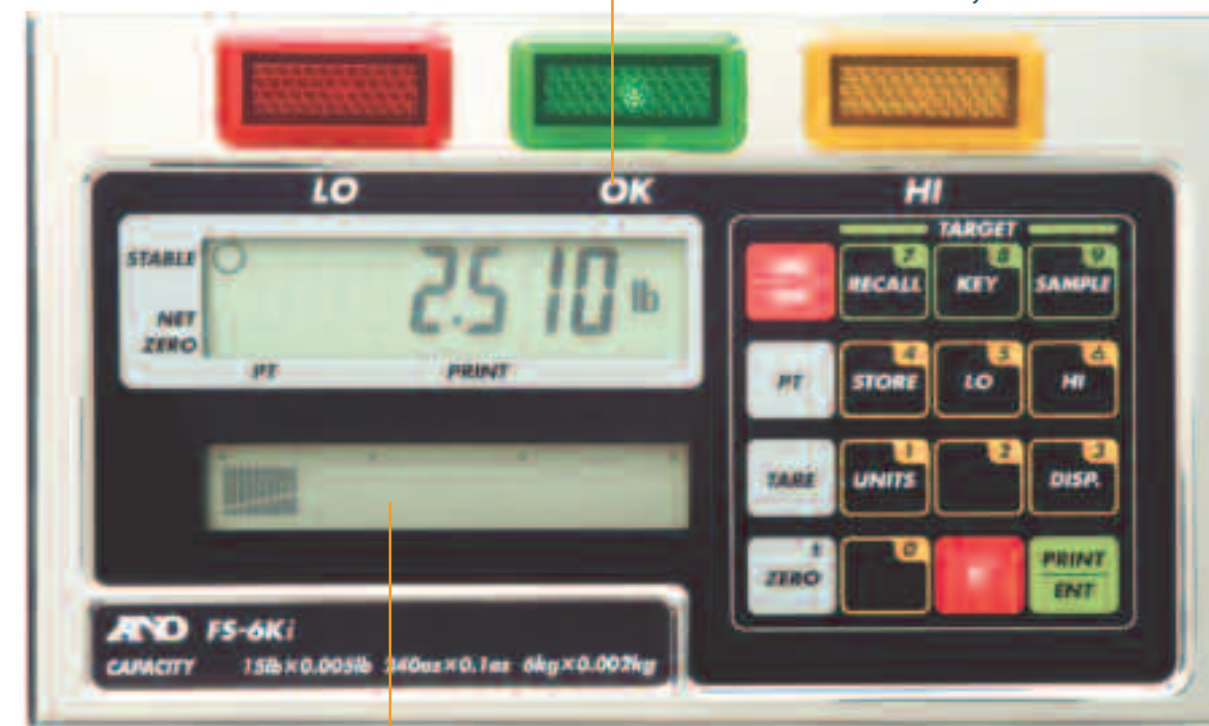 LO OK HI
STABLE 2.510 lb
NET
ZERO
PT PRINT
TARGET
7 8 9
RECALL KEY SAMPLE
4 5 6
PT STORE LO HI
1 2 3
TARE UNITS DISP.
± 0
ZERO PRINT
ENT
AND FS-6Ki
CAPACITY 15lb×0.005lb 240oz×0.1oz 6kg×0.002kg